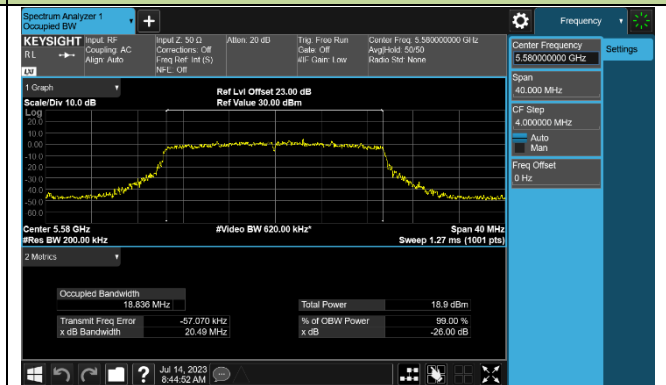 Spectrum Analyzer 1
Occupied BW
+
Frequency
KEYSIGHT
RL
LXI
Input: RF
Coupling: AC
Align: Auto
Input Z: 50 Ω
Corrections: Off
Freq Ref: Int (S)
NFE: Off
Atten: 20 dB
Trig: Free Run
Gate: Off
#IF Gain: Low
Center Freq: 5.580000000 GHz
Avg|Hold: 50/50
Radio Std: None
Center Frequency
5.580000000 GHz
Settings
Span
40.000 MHz
CF Step
4.000000 MHz
Auto
Man
Freq Offset
0 Hz
1 Graph
Scale/Div 10.0 dB
Ref Lvl Offset 23.00 dB
Ref Value 30.00 dBm
Log
20.0
10.0
0.00
-10.0
-20.0
-30.0
-40.0
-50.0
-60.0
Center 5.58 GHz
#Res BW 200.00 kHz
#Video BW 620.00 kHz*
Span 40 MHz
Sweep 1.27 ms (1001 pts)
2 Metrics
Occupied Bandwidth
18.836 MHz
Total Power
18.9 dBm
Transmit Freq Error
-57.070 kHz
% of OBW Power
99.00 %
x dB Bandwidth
20.49 MHz
x dB
-26.00 dB
?
Jul 14, 2023
8:44:52 AM